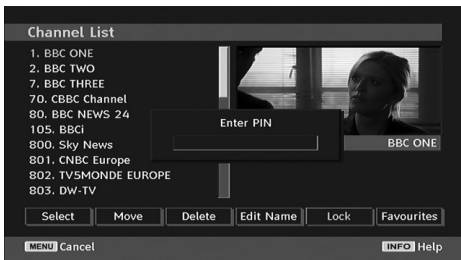 Channel List
1. BBC ONE
2. BBC TWO
7. BBC THREE
70. CBBC Channel
80. BBC NEWS 24
105. BBCi
800. Sky News
801. CNBC Europe
802. TV5MONDE EUROPE
803. DW-TV
Enter PIN
BBC ONE
Select Move Delete Edit Name Lock Favourites
MENU Cancel INFO Help